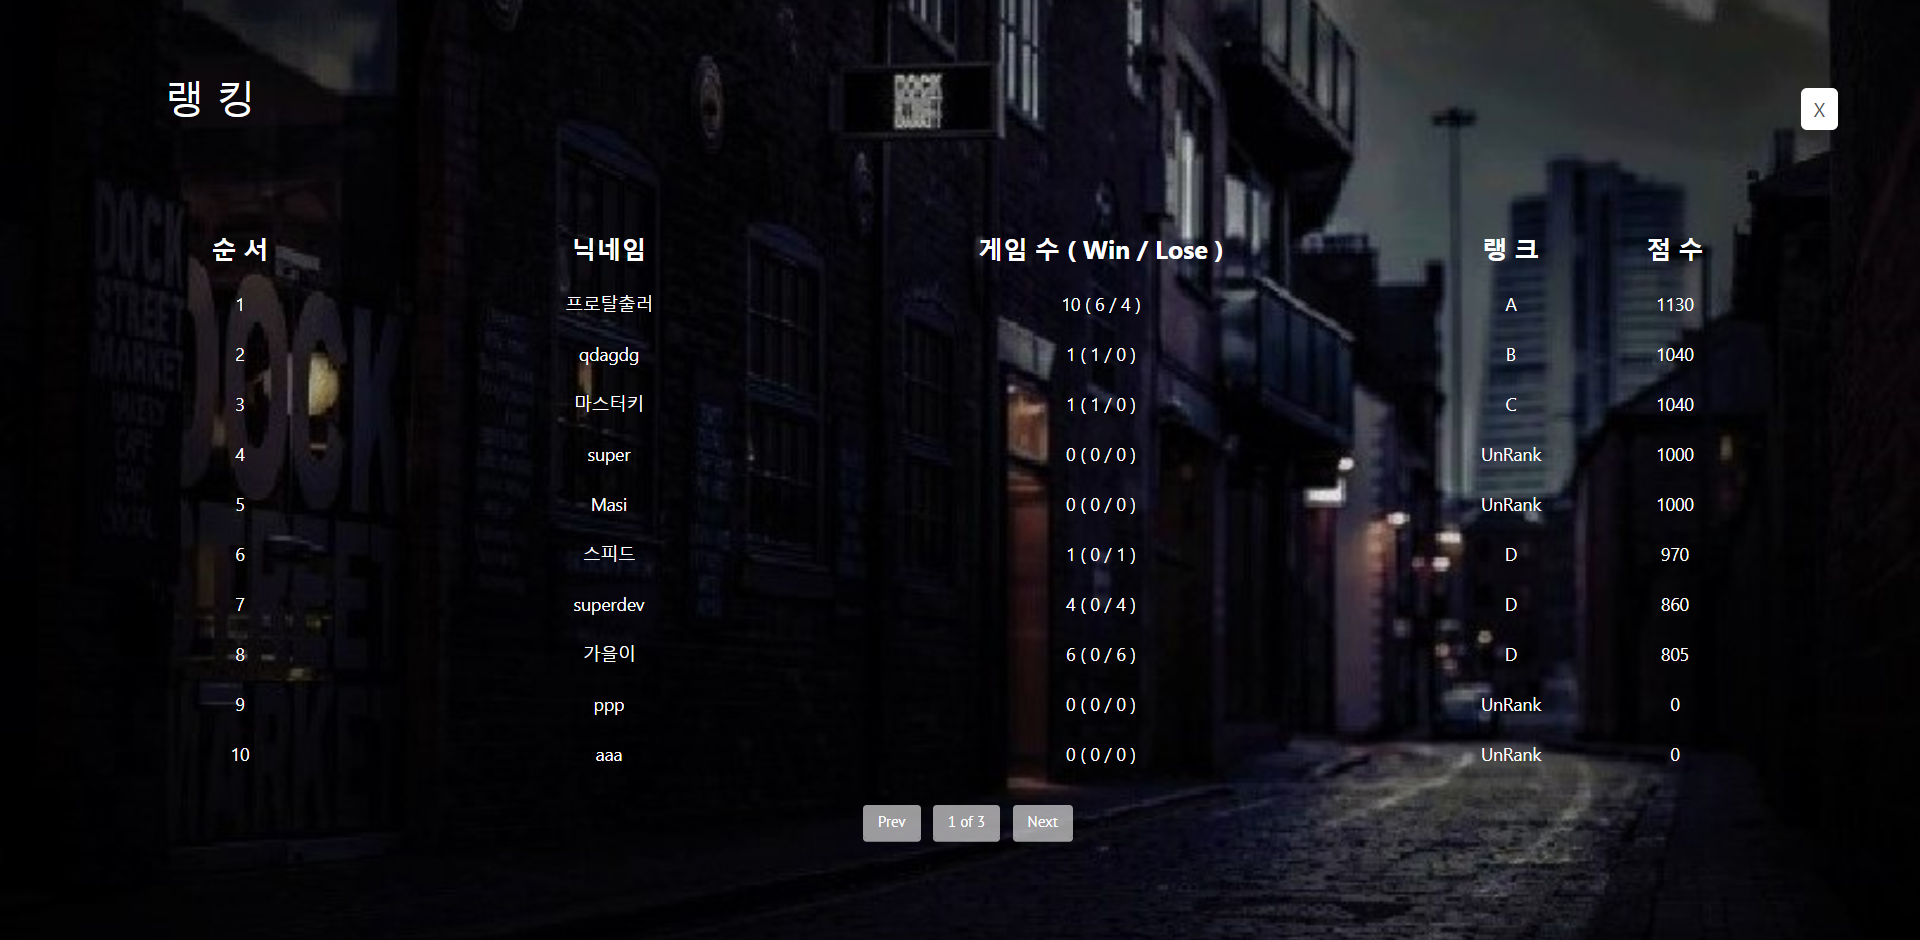 랭 킹
X
DOCK
STREET
MARKET
순 서 닉네임 게임 수 ( Win / Lose ) 랭 크 점 수
1 프로탈출러 10 ( 6 / 4 ) A 1130
2 qdagdg 1 ( 1 / 0 ) B 1040
3 마스터키 1 ( 1 / 0 ) C 1040
4 super 0 ( 0 / 0 ) UnRank 1000
5 Masi 0 ( 0 / 0 ) UnRank 1000
6 스피드 1 ( 0 / 1 ) D 970
7 superdev 4 ( 0 / 4 ) D 860
8 가을이 6 ( 0 / 6 ) D 805
9 ppp 0 ( 0 / 0 ) UnRank 0
10 aaa 0 ( 0 / 0 ) UnRank 0
DOCK
Prev 1 of 3 Next